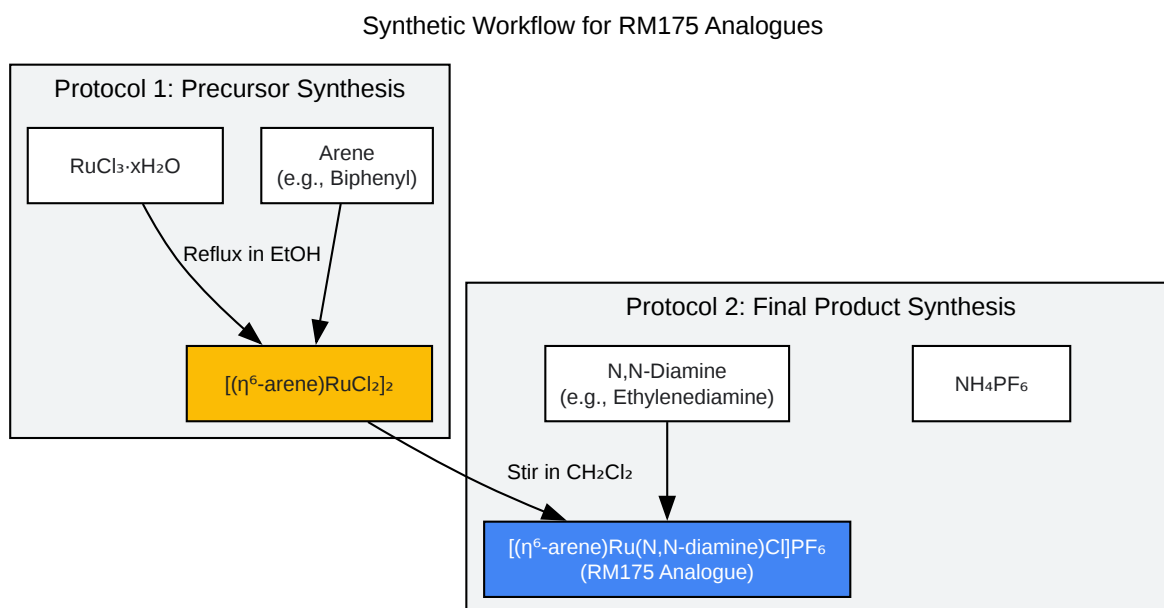 Synthetic Workflow for RM175 Analogues
Protocol 1: Precursor Synthesis
RuCl₃·xH₂O
Arene
(e.g., Biphenyl)
Reflux in EtOH
[(η⁶-arene)RuCl₂]₂
Protocol 2: Final Product Synthesis
N,N-Diamine
(e.g., Ethylenediamine)
NH₄PF₆
Stir in CH₂Cl₂
[(η⁶-arene)Ru(N,N-diamine)Cl]PF₆
(RM175 Analogue)